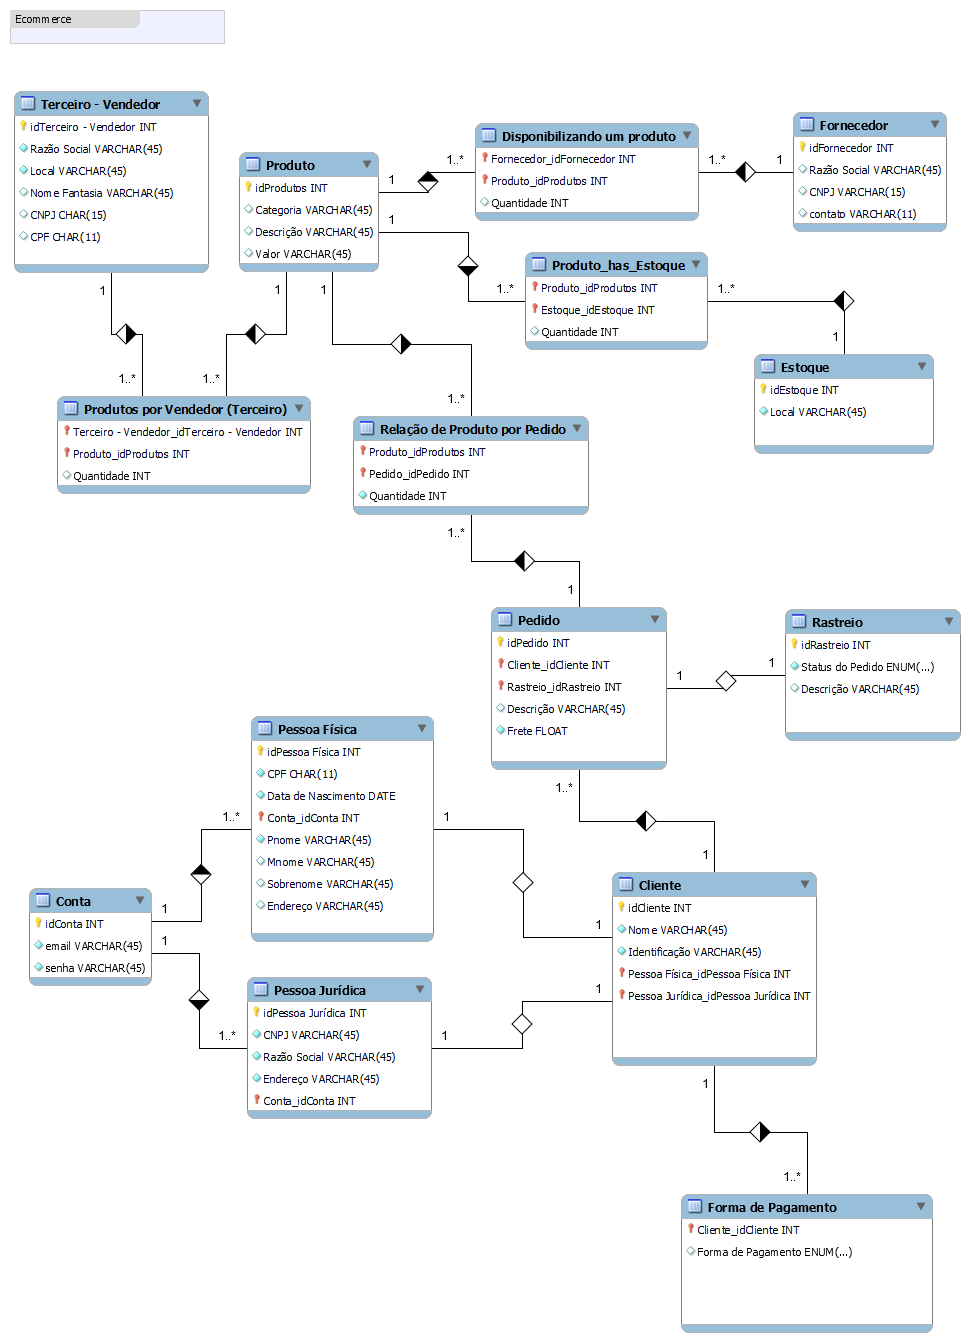 Ecommerce
Terceiro - Vendedor
idTerceiro - Vendedor INT
Razão Social VARCHAR(45)
Local VARCHAR(45)
Nome Fantasia VARCHAR(45)
CNPJ CHAR(15)
CPF CHAR(11)
Produto
idProdutos INT
Categoria VARCHAR(45)
Descrição VARCHAR(45)
Valor VARCHAR(45)
Disponibilizando um produto
Fornecedor_idFornecedor INT
Produto_idProdutos INT
Quantidade INT
Fornecedor
idFornecedor INT
Razão Social VARCHAR(45)
CNPJ VARCHAR(15)
contato VARCHAR(11)
1
1..*
1..*
1
1
1..*
Produto_has_Estoque
Produto_idProdutos INT
Estoque_idEstoque INT
Quantidade INT
1..*
1
Estoque
idEstoque INT
Local VARCHAR(45)
1
1
1
1..*
1..*
1..*
Produtos por Vendedor (Terceiro)
Terceiro - Vendedor_idTerceiro - Vendedor INT
Produto_idProdutos INT
Quantidade INT
Relação de Produto por Pedido
Produto_idProdutos INT
Pedido_idPedido INT
Quantidade INT
1..*
1
Pedido
idPedido INT
Cliente_idCliente INT
Rastreio_idRastreio INT
Descrição VARCHAR(45)
Frete FLOAT
1
1
Rastreio
idRastreio INT
Status do Pedido ENUM(...)
Descrição VARCHAR(45)
1..*
1
Pessoa Física
idPessoa Física INT
CPF CHAR(11)
Data de Nascimento DATE
Conta_idConta INT
Pnome VARCHAR(45)
Mnome VARCHAR(45)
Sobrenome VARCHAR(45)
Endereço VARCHAR(45)
1..*
1
1
1
Conta
idConta INT
email VARCHAR(45)
senha VARCHAR(45)
1
1..*
Cliente
idCliente INT
Nome VARCHAR(45)
Identificação VARCHAR(45)
Pessoa Física_idPessoa Física INT
Pessoa Jurídica_idPessoa Jurídica INT
Pessoa Jurídica
idPessoa Jurídica INT
CNPJ VARCHAR(45)
Razão Social VARCHAR(45)
Endereço VARCHAR(45)
Conta_idConta INT
1
1
1
1..*
Forma de Pagamento
Cliente_idCliente INT
Forma de Pagamento ENUM(...)